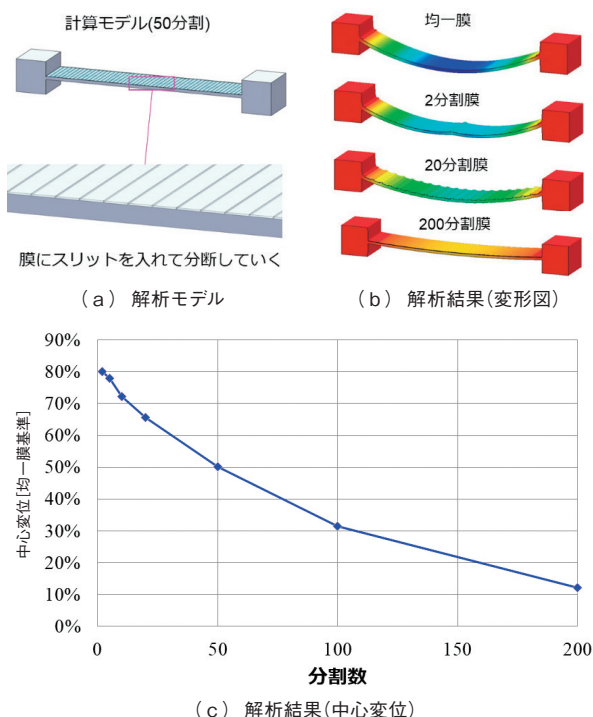 計算モデル(50分割)
膜にスリットを入れて分断していく
(a) 解析モデル
均一膜
2分割膜
20分割膜
200分割膜
(b) 解析結果(変形図)
中心変位[均一膜基準]
90%
80%
70%
60%
50%
40%
30%
20%
10%
0%
0 50 100 150 200
分割数
(c) 解析結果(中心変位)